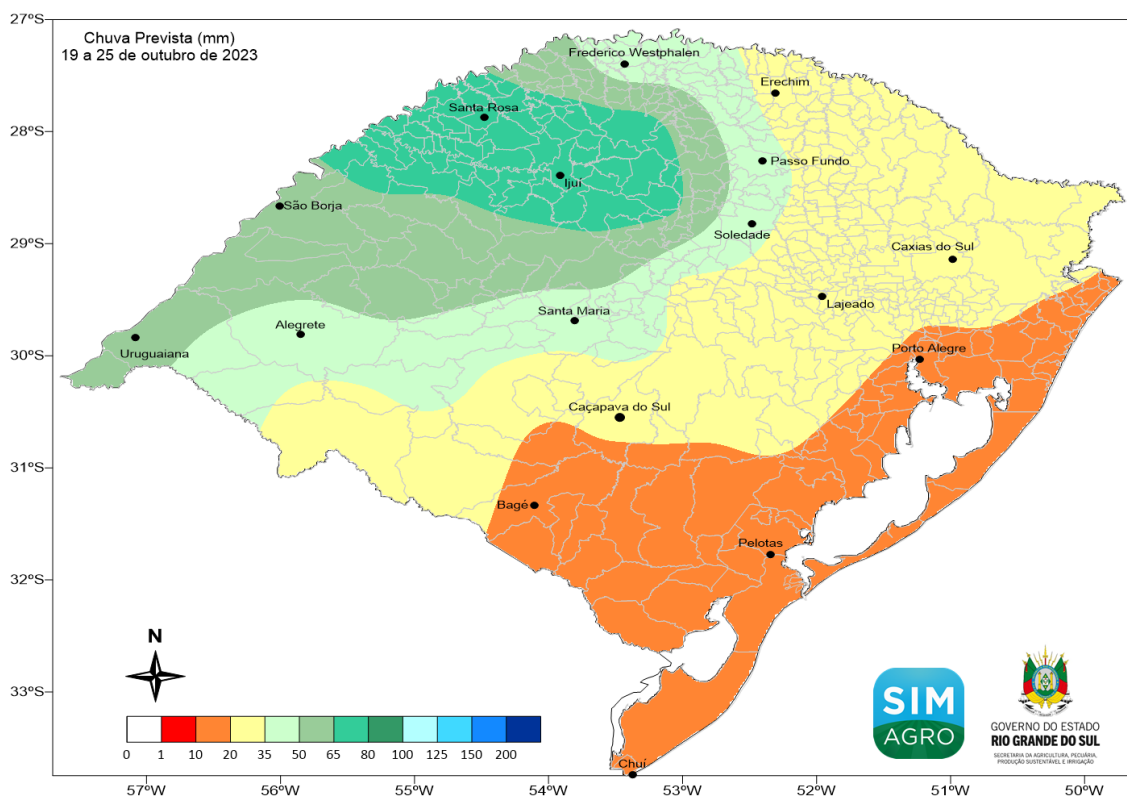 Chuva Prevista (mm)
19 a 25 de outubro de 2023
27°S
28°S
29°S
30°S
31°S
32°S
33°S
Frederico Westphalen
Erechim
Santa Rosa
Passo Fundo
Ijuí
São Borja
Soledade
Caxias do Sul
Lajeado
Santa Maria
Alegrete
Uruguaiana
Porto Alegre
Caçapava do Sul
Bagé
Pelotas
Chuí
N
0 1 10 20 35 50 65 80 100 125 150 200
SIM
AGRO
GOVERNO DO ESTADO
RIO GRANDE DO SUL
SECRETARIA DA AGRICULTURA, PECUÁRIA,
PRODUÇÃO SUSTENTÁVEL E IRRIGAÇÃO
57°W 56°W 55°W 54°W 53°W 52°W 51°W 50°W